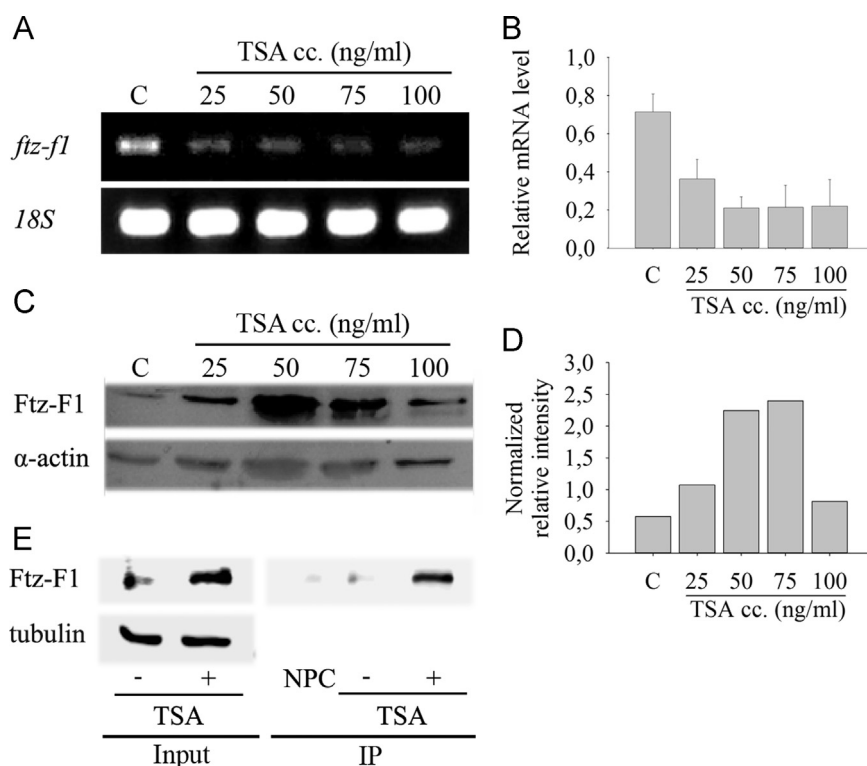 A
TSA cc. (ng/ml)
C 25 50 75 100
ftz-f1
18S
B
Relative mRNA level
1,0
0,8
0,6
0,4
0,2
0,0
C 25 50 75 100
TSA cc. (ng/ml)
C
TSA cc. (ng/ml)
C 25 50 75 100
Ftz-F1
α-actin
D
Normalized
relative intensity
3,0
2,5
2,0
1,5
1,0
0,5
0,0
C 25 50 75 100
TSA cc. (ng/ml)
E
Ftz-F1
tubulin
- + NPC - +
TSA TSA
Input IP